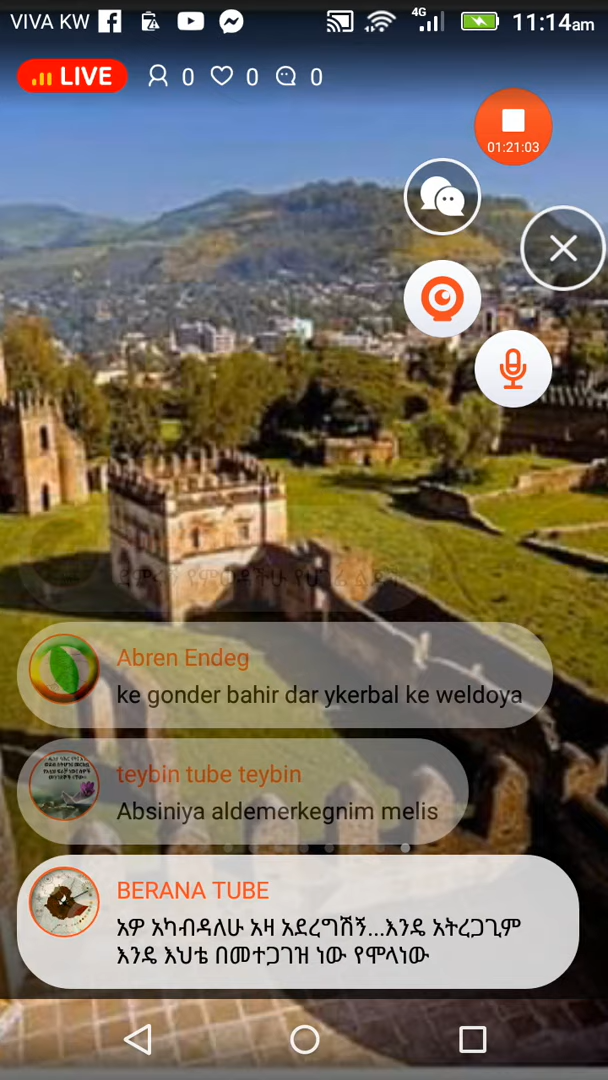 VIVA KW
4G
11:14am
LIVE
0
0
0
01:21:03
Abren Endeg
ke gonder bahir dar ykerbal ke weldoya
teybin tube teybin
Absiniya aldemerkegnim melis
BERANA TUBE
አዎ አካብዳለሁ አዛ አደረግሽኝ...እንዴ አትረጋጊም
እንዴ እህቴ በመተጋገዝ ነው የሞላነው